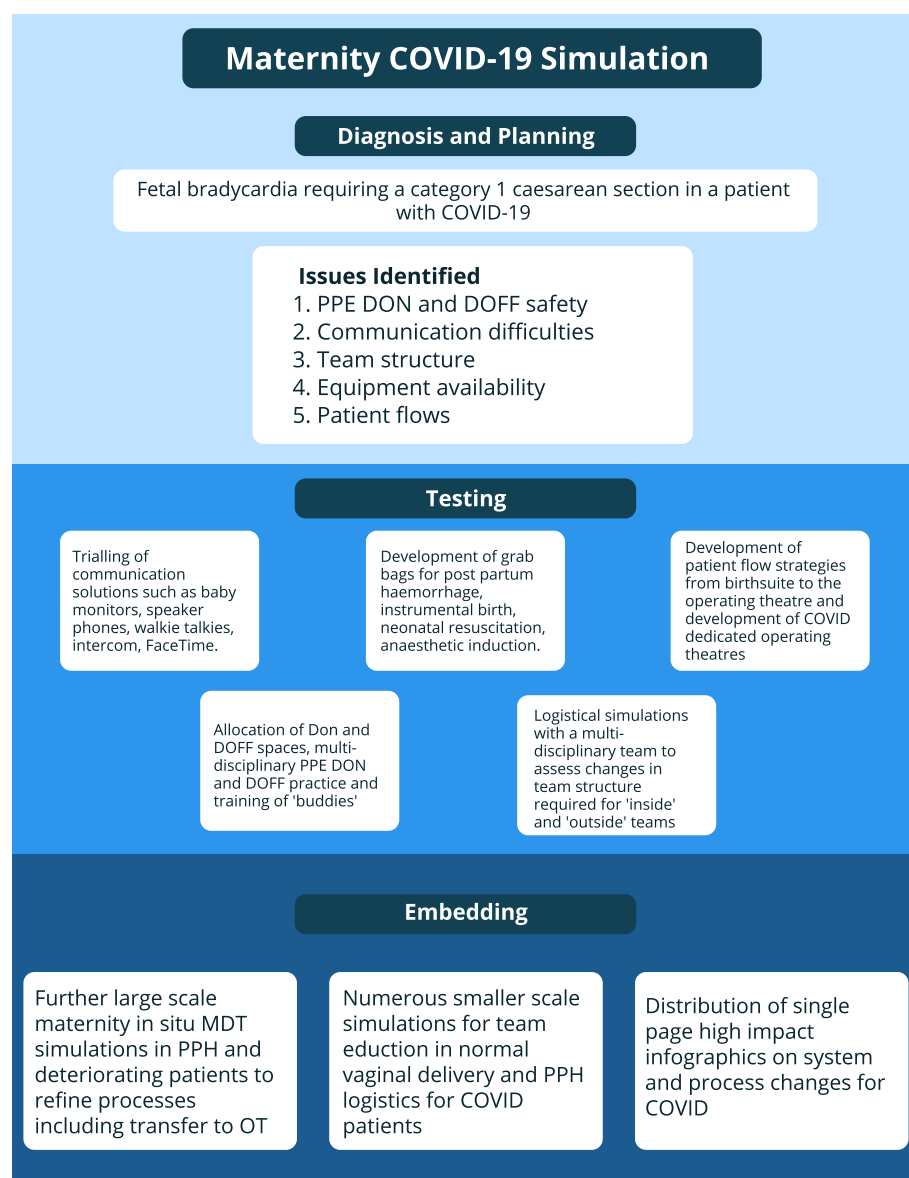 Maternity COVID-19 Simulation
Diagnosis and Planning
Fetal bradycardia requiring a category 1 caesarean section in a patient
with COVID-19
Issues Identified
1. PPE DON and DOFF safety
2. Communication difficulties
3. Team structure
4. Equipment availability
5. Patient flows
Testing
Trialling of
communication
solutions such as baby
monitors, speaker
phones, walkie talkies,
intercom, FaceTime.
Development of grab
bags for post partum
haemorrhage,
instrumental birth,
neonatal resuscitation,
anaesthetic induction.
Development of
patient flow strategies
from birthsuite to the
operating theatre and
development of COVID
dedicated operating
theatres
Allocation of Don and
DOFF spaces, multi-
disciplinary PPE DON
and DOFF practice and
training of 'buddies'
Logistical simulations
with a multi-
disciplinary team to
assess changes in
team structure
required for 'inside'
and 'outside' teams
Embedding
Further large scale
maternity in situ MDT
simulations in PPH and
deteriorating patients to
refine processes
including transfer to OT
Numerous smaller scale
simulations for team
eduction in normal
vaginal delivery and PPH
logistics for COVID
patients
Distribution of single
page high impact
infographics on system
and process changes for
COVID